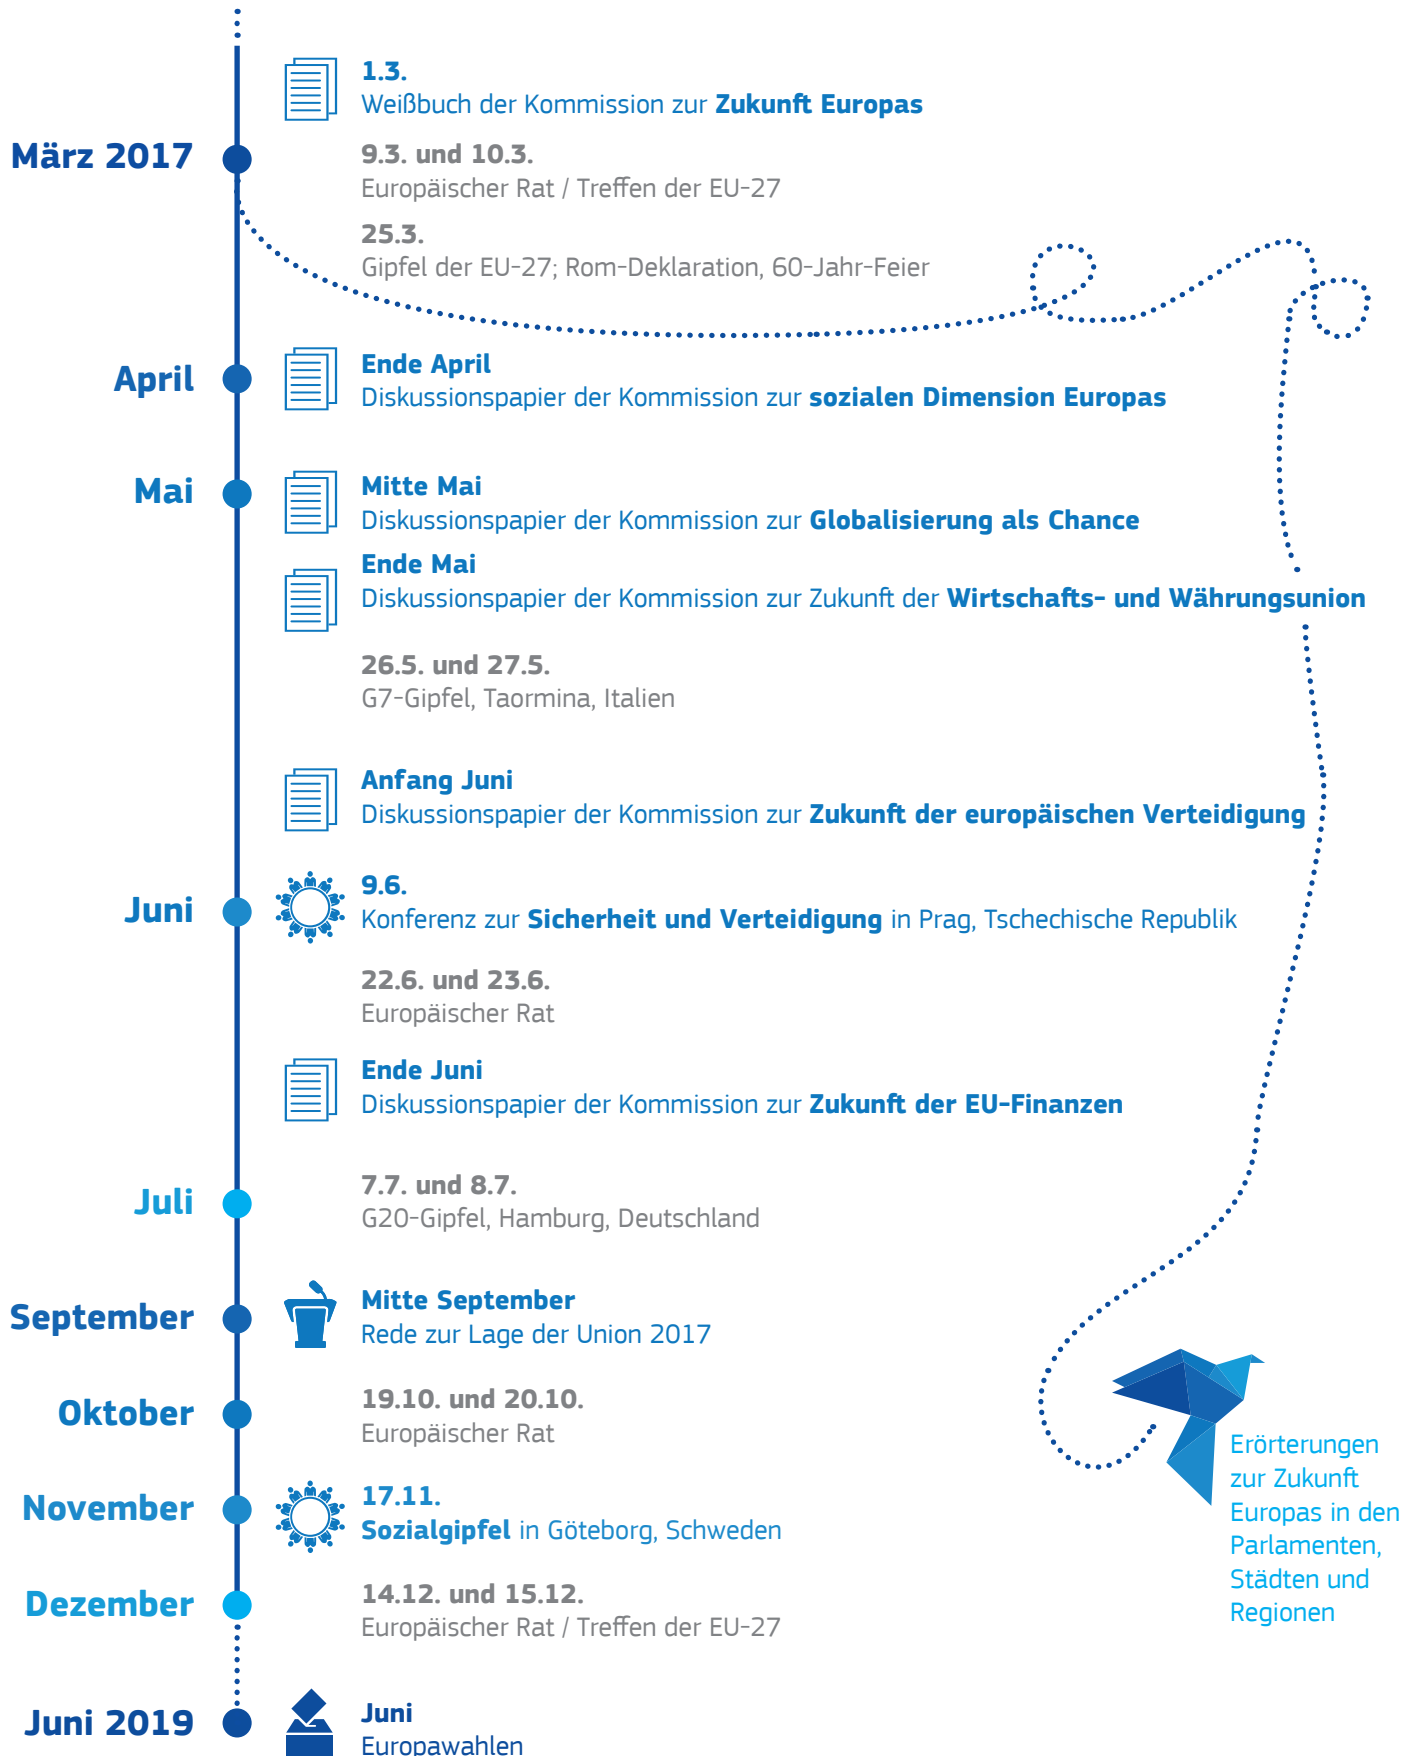 1.3.
Weißbuch der Kommission zur Zukunft Europas
März 2017
9.3. und 10.3.
Europäischer Rat / Treffen der EU-27
25.3.
Gipfel der EU-27; Rom-Deklaration, 60-Jahr-Feier
April
Ende April
Diskussionspapier der Kommission zur sozialen Dimension Europas
Mai
Mitte Mai
Diskussionspapier der Kommission zur Globalisierung als Chance
Ende Mai
Diskussionspapier der Kommission zur Zukunft der Wirtschafts- und Währungsunion
26.5. und 27.5.
G7-Gipfel, Taormina, Italien
Anfang Juni
Diskussionspapier der Kommission zur Zukunft der europäischen Verteidigung
Juni
9.6.
Konferenz zur Sicherheit und Verteidigung in Prag, Tschechische Republik
22.6. und 23.6.
Europäischer Rat
Ende Juni
Diskussionspapier der Kommission zur Zukunft der EU-Finanzen
Juli
7.7. und 8.7.
G20-Gipfel, Hamburg, Deutschland
September
Mitte September
Rede zur Lage der Union 2017
Oktober
19.10. und 20.10.
Europäischer Rat
November
17.11.
Sozialgipfel in Göteborg, Schweden
Dezember
14.12. und 15.12.
Europäischer Rat / Treffen der EU-27
Juni 2019
Juni
Europawahlen
Erörterungen
zur Zukunft
Europas in den
Parlamenten,
Städten und
Regionen